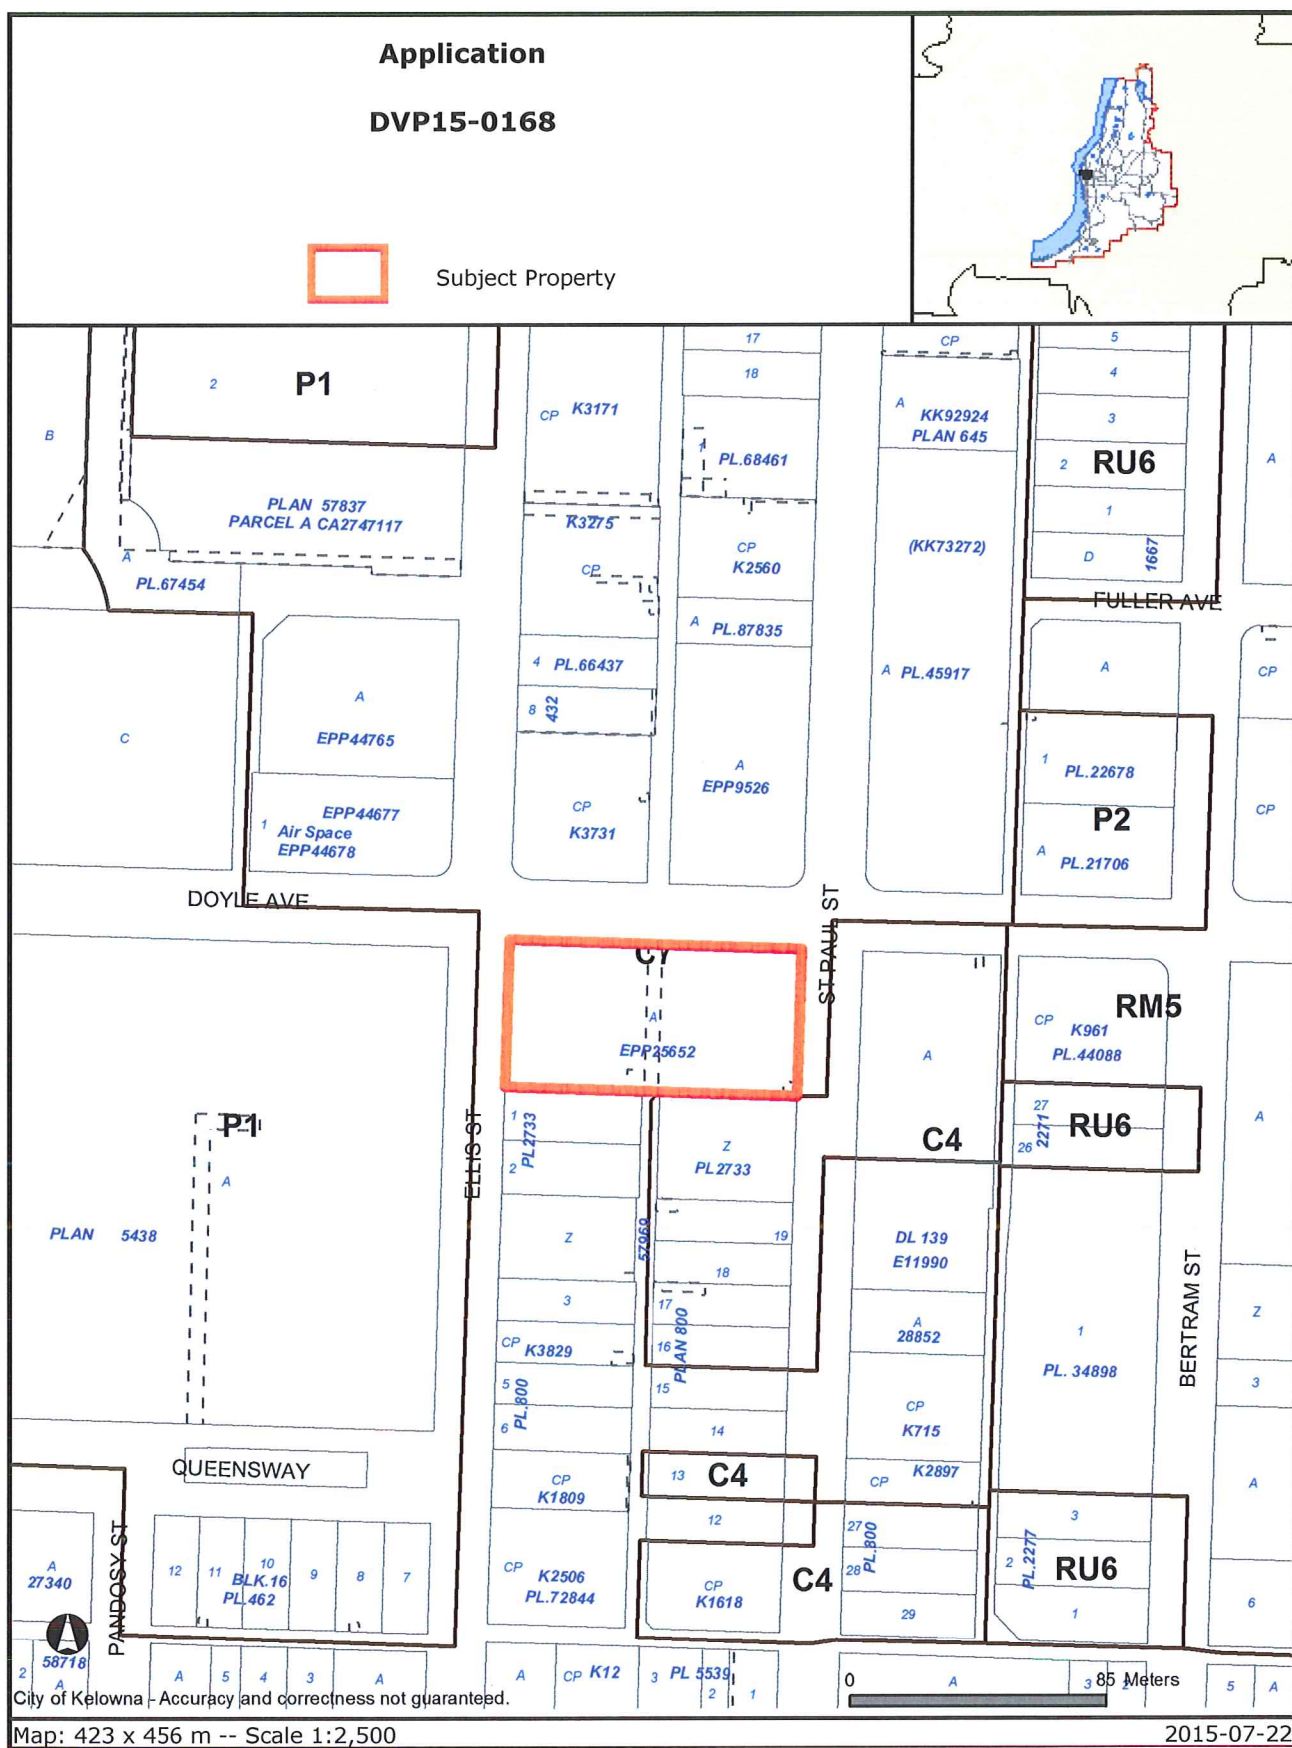 Application
DVP15-0168
Subject Property
2
P1
B
PLAN 57837
PARCEL A CA2747117
A
PL.67454
CP K3171
17
18
1
PL.68461
CP
A
KK92924
PLAN 645
5
4
3
2
RU6
1
D
1667
A
K3275
CP
CP
K2560
(KK73272)
FULLER AVE
4 PL.66437
A PL.87835
A PL.45917
A
CP
8
432
A
EPP44765
C
A
EPP9526
1
PL.22678
P2
A
PL.21706
CP
EPP44677
1
Air Space
EPP44678
CP
K3731
DOYLE AVE
ST PAUL ST
C7
A
EPP25652
A
CP
K961
PL.44088
RM5
27
26
2271
RU6
A
P1
A
PLAN 5438
ELLIS ST
1
2
PL2733
Z
PL2733
C4
Z
57969
19
18
DL 139
E11990
3
17
16
PLAN 800
15
A
28852
1
PL. 34898
BERTRAM ST
Z
3
CP K3829
5
6
PL.800
14
CP
K715
QUEENSWAY
CP
K1809
13
C4
12
CP
K2897
A
A
27340
PANDOSY ST
12
11
10
BLK.16
PL.462
9
8
7
CP
K2506
PL.72844
CP
K1618
C4
27
28
PL.800
29
3
2
PL.2277
RU6
1
6
2
58718
A
A
5
4
3
A
A
CP K12
3 PL 5539
2
1
0
85 Meters
A
3
2
5
A
City of Kelowna - Accuracy and correctness not guaranteed.
Map: 423 x 456 m -- Scale 1:2,500
2015-07-22